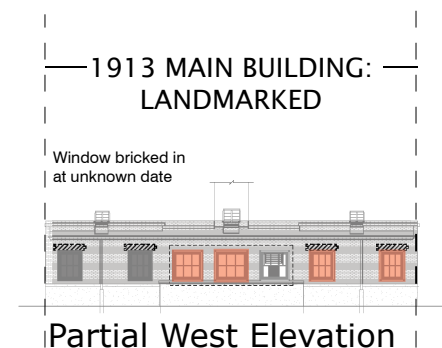 1913 MAIN BUILDING:
LANDMARKED
Window bricked in
at unknown date
Partial West Elevation